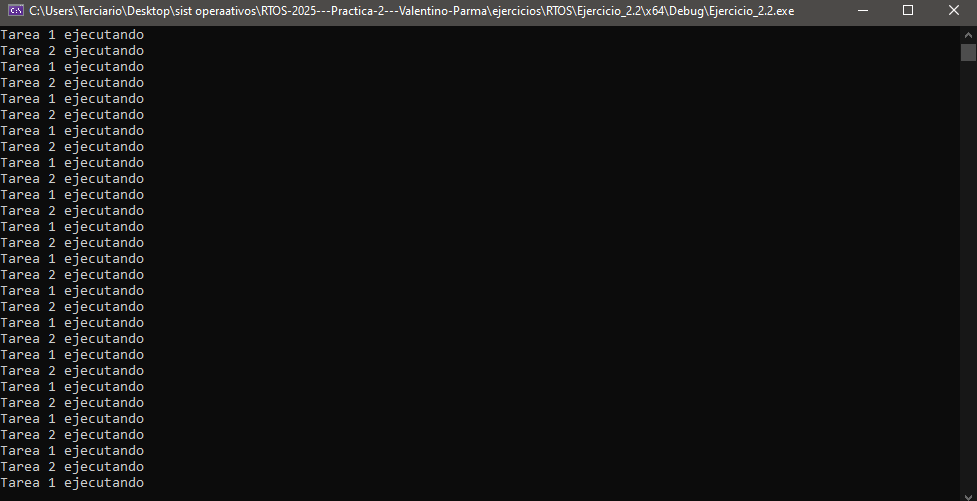 C:\Users\Terciario\Desktop\sist operaativos\RTOS-2025---Practica-2---Valentino-Parma\ejercicios\RTOS\Ejercicio_2.2\x64\Debug\Ejercicio_2.2.exe
Tarea 1 ejecutando
Tarea 2 ejecutando
Tarea 1 ejecutando
Tarea 2 ejecutando
Tarea 1 ejecutando
Tarea 2 ejecutando
Tarea 1 ejecutando
Tarea 2 ejecutando
Tarea 1 ejecutando
Tarea 2 ejecutando
Tarea 1 ejecutando
Tarea 2 ejecutando
Tarea 1 ejecutando
Tarea 2 ejecutando
Tarea 1 ejecutando
Tarea 2 ejecutando
Tarea 1 ejecutando
Tarea 2 ejecutando
Tarea 1 ejecutando
Tarea 2 ejecutando
Tarea 1 ejecutando
Tarea 2 ejecutando
Tarea 1 ejecutando
Tarea 2 ejecutando
Tarea 1 ejecutando
Tarea 2 ejecutando
Tarea 1 ejecutando
Tarea 2 ejecutando
Tarea 1 ejecutando